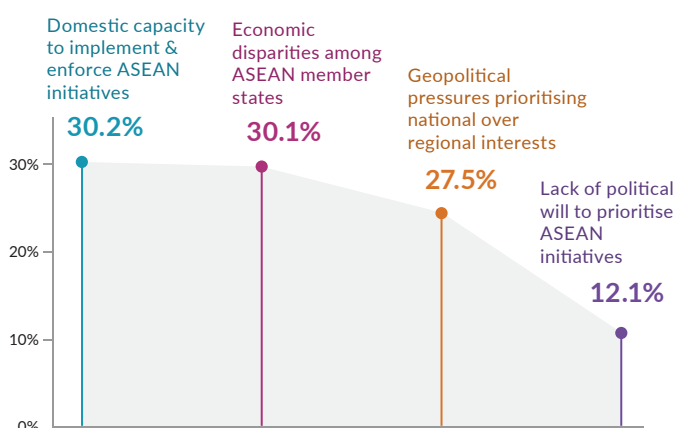 Domestic capacity
to implement &
enforce ASEAN
initiatives
30.2%
Economic
disparities among
ASEAN member
states
30.1%
Geopolitical
pressures prioritising
national over
regional interests
27.5%
Lack of political
will to prioritise
ASEAN
initiatives
12.1%
30%
20%
10%
0%